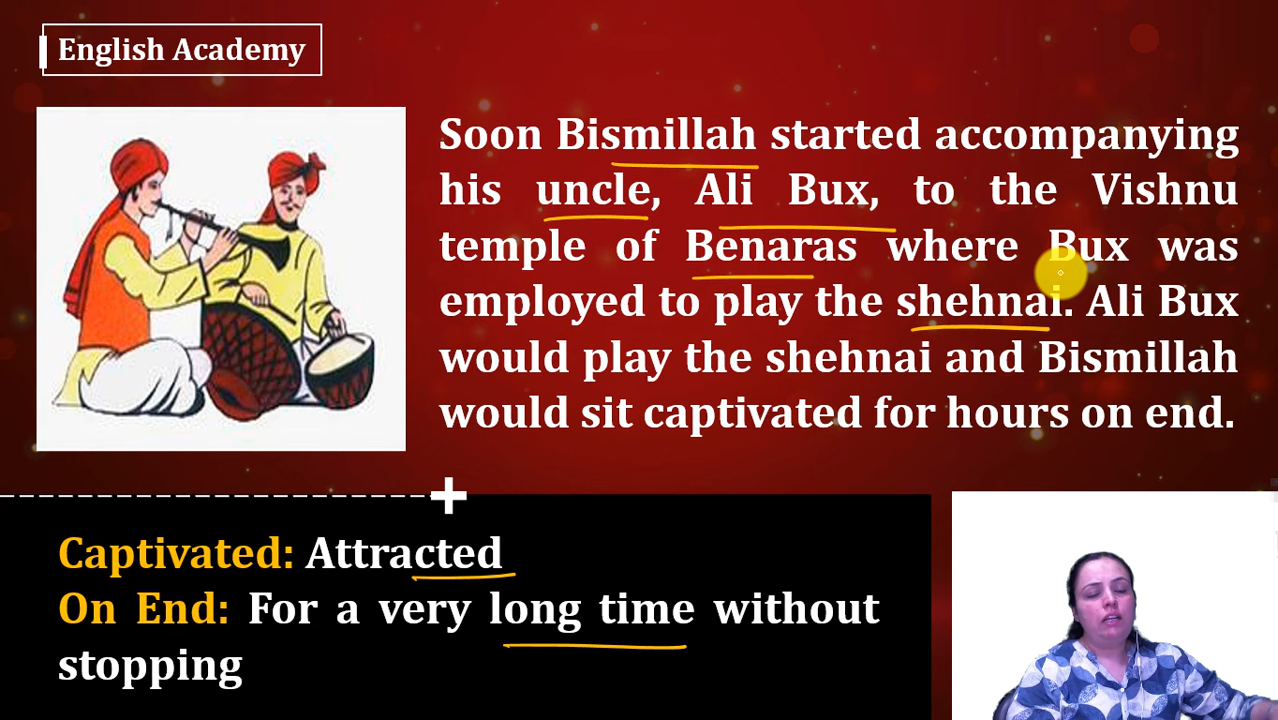 English Academy
Soon Bismillah started accompanying
his uncle, Ali Bux, to the Vishnu
temple of Benaras where Bux was
employed to play the shehnai. Ali Bux
would play the shehnai and Bismillah
would sit captivated for hours on end.
Captivated: Attracted
On End: For a very long time without
stopping